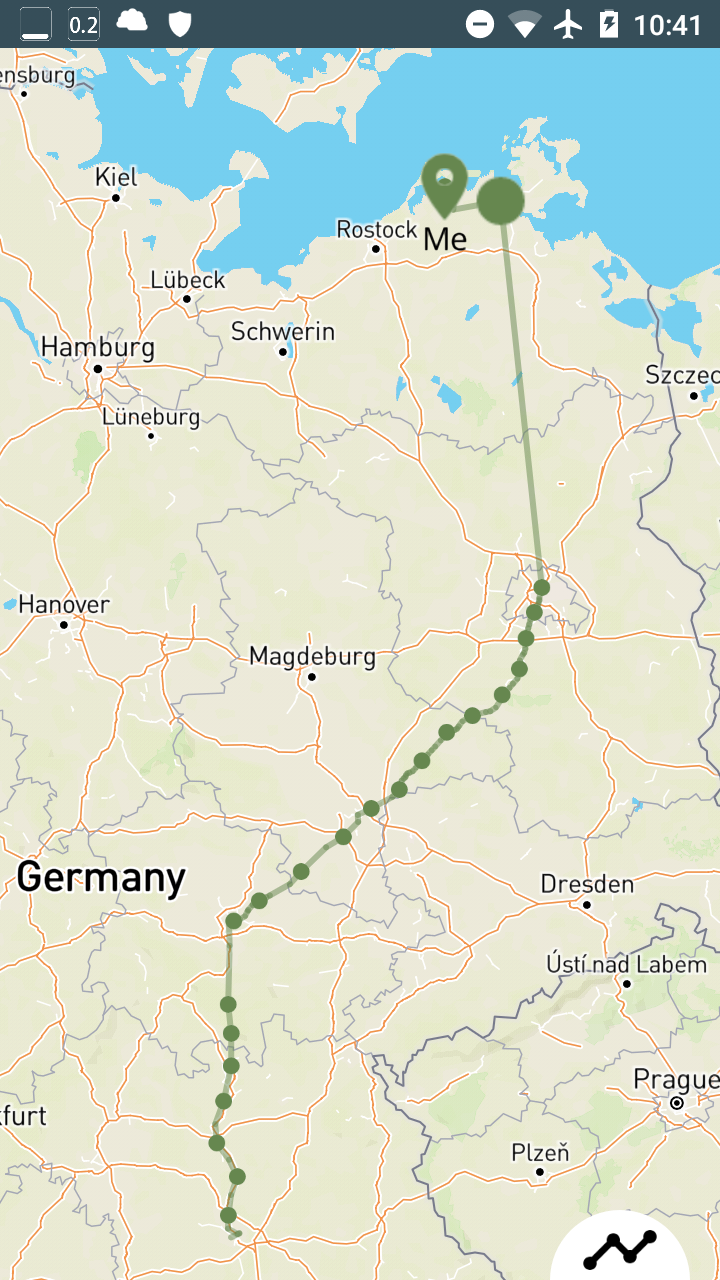 0.2 10:41
ensburg
Kiel
Rostock
Me
Lübeck
Schwerin
Hamburg
Szczec
Lüneburg
Hanover
Magdeburg
Germany
Dresden
Ústí nad Labem
Prague
kfurt
Plzeň